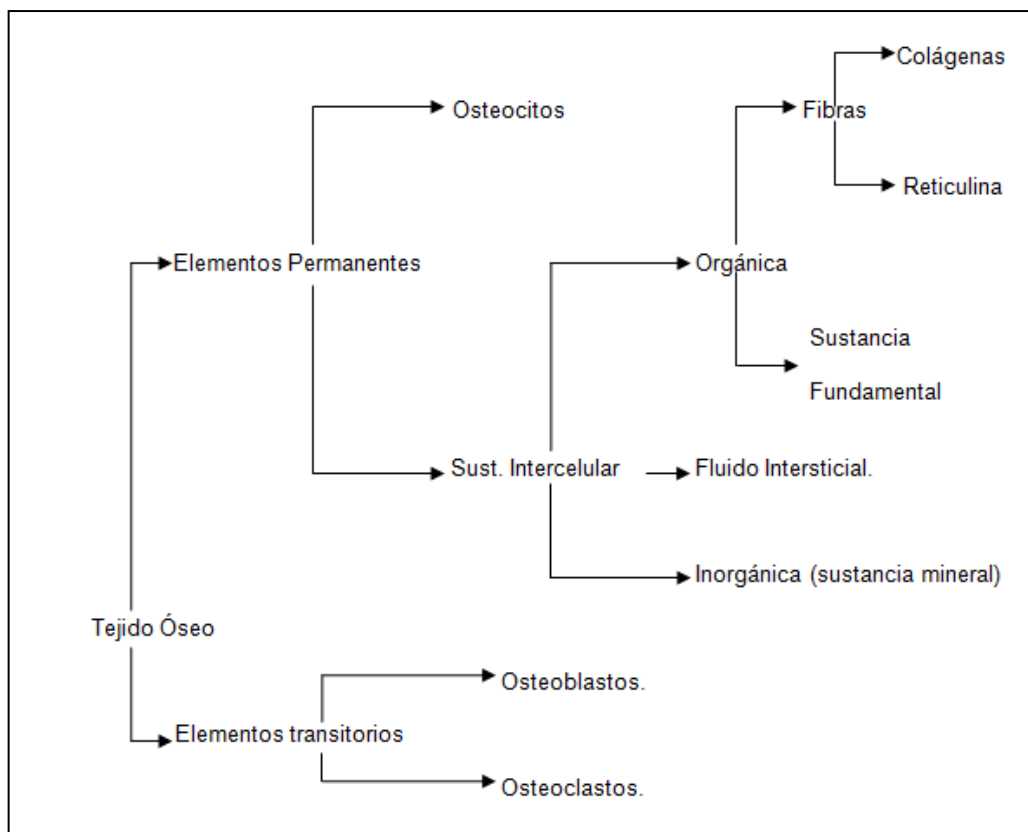 Colágenas
Osteocitos
Fibras
Reticulina
Elementos Permanentes
Orgánica
Sustancia
Fundamental
Sust. Intercelular
Fluido Intersticial.
Inorgánica (sustancia mineral)
Tejido Óseo
Osteoblastos.
Elementos transitorios
Osteoclastos.